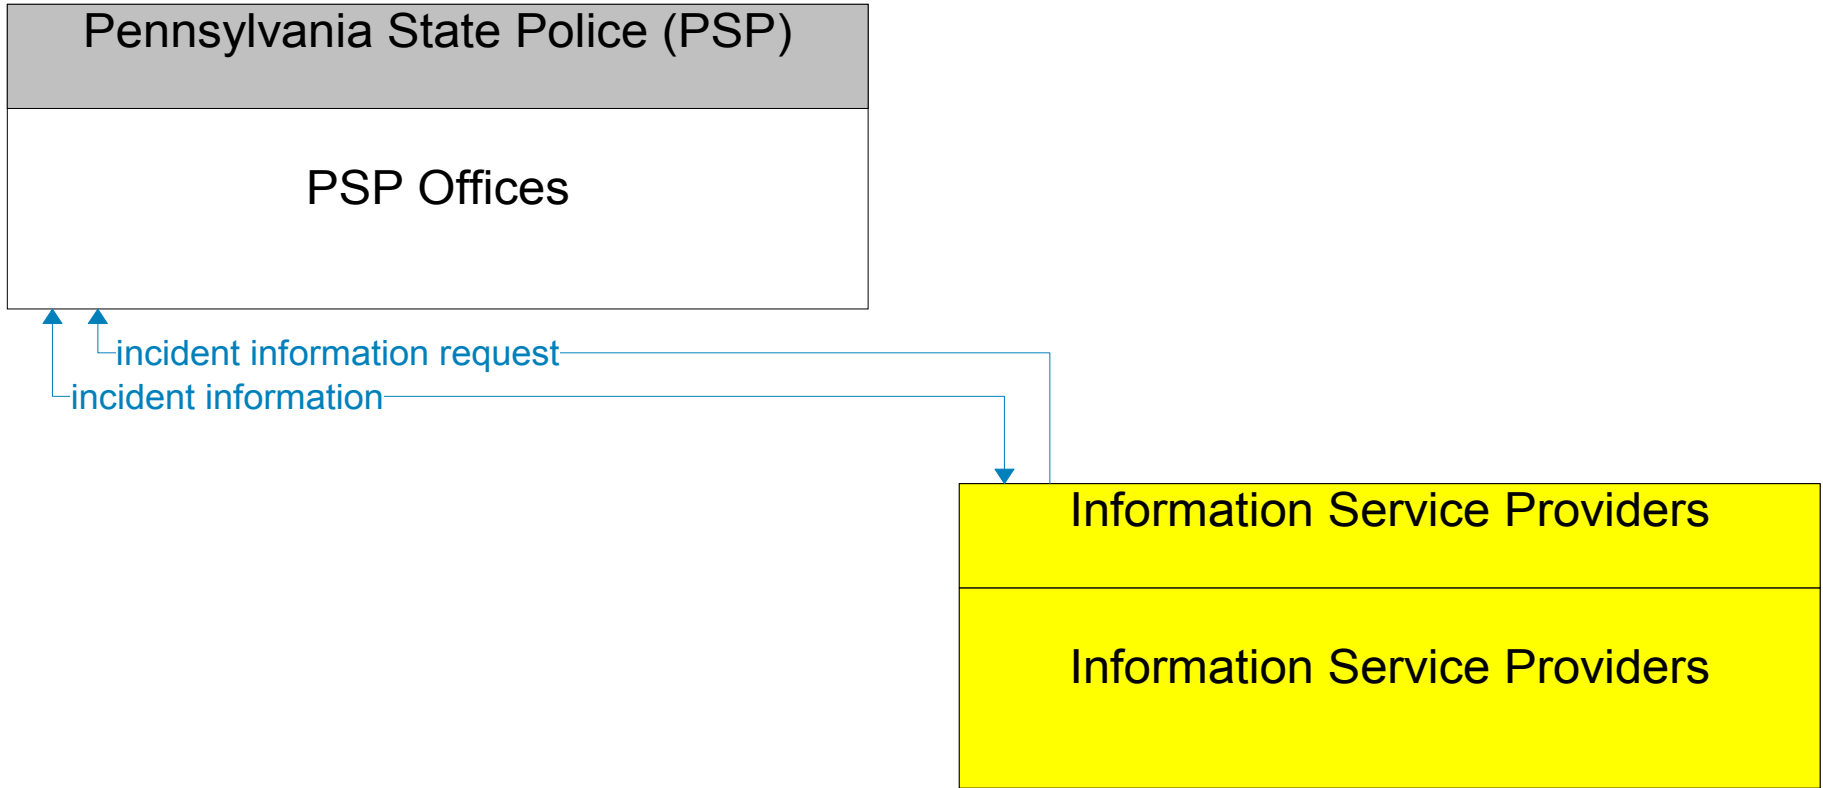 Pennsylvania State Police (PSP)
PSP Offices
incident information request
incident information
Information Service Providers
Information Service Providers